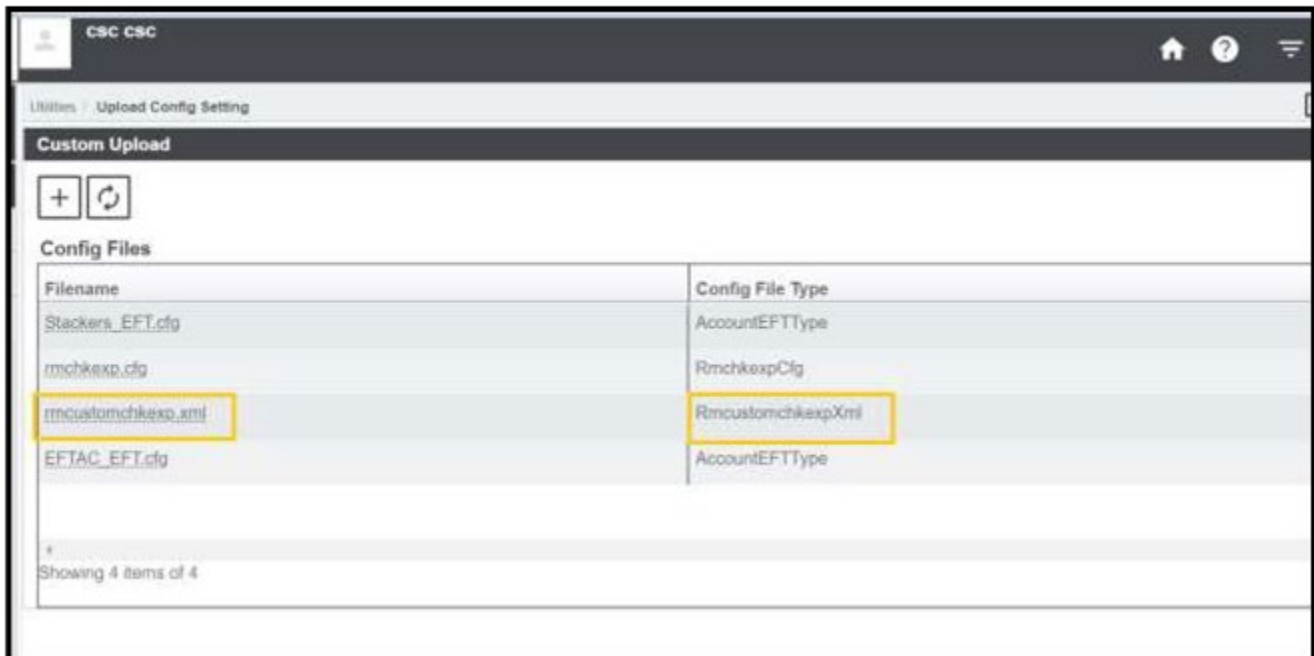 csc csc
Utilities / Upload Config Setting
Custom Upload
Config Files
Filename Config File Type
Stackers_EFT.cfg AccountEFTType
rmchkexp.cfg RmchkexpCfg
rmcustomchkexp.xml RmcustomchkexpXml
EFTAC_EFT.cfg AccountEFTType
Showing 4 items of 4